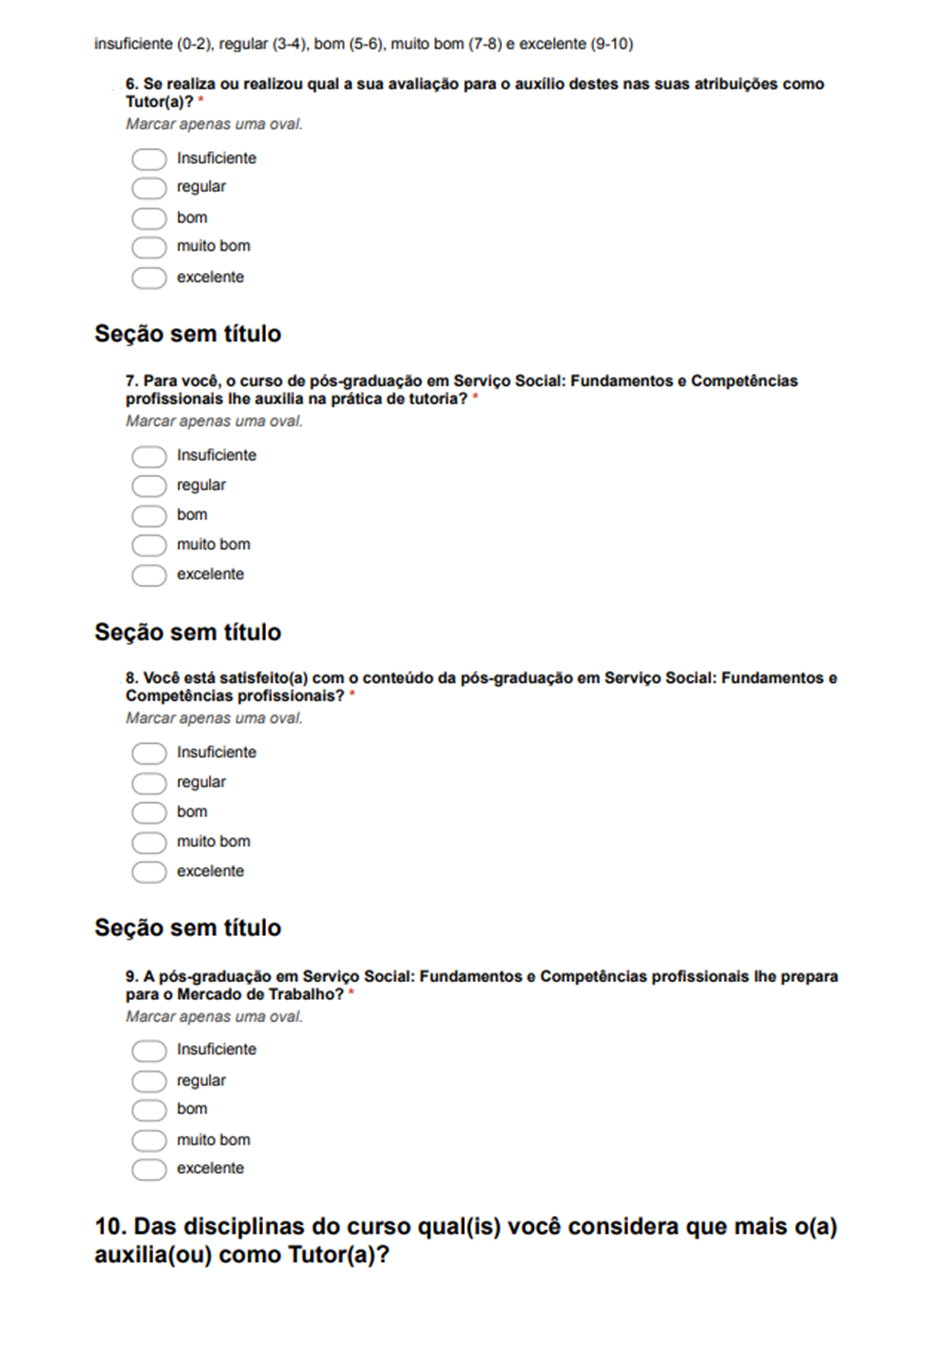 insuficiente (0-2), regular (3-4), bom (5-6), muito bom (7-8) e excelente (9-10)
6. Se realiza ou realizou qual a sua avaliação para o auxílio destes nas suas atribuições como
Tutor(a)? *
Marcar apenas uma oval.
Insuficiente
regular
bom
muito bom
excelente
Seção sem título
7. Para você, o curso de pós-graduação em Serviço Social: Fundamentos e Competências
profissionais lhe auxilia na prática de tutoria? *
Marcar apenas uma oval.
Insuficiente
regular
bom
muito bom
excelente
Seção sem título
8. Você está satisfeito(a) com o conteúdo da pós-graduação em Serviço Social: Fundamentos e
Competências profissionais? *
Marcar apenas uma oval.
Insuficiente
regular
bom
muito bom
excelente
Seção sem título
9. A pós-graduação em Serviço Social: Fundamentos e Competências profissionais lhe prepara
para o Mercado de Trabalho? *
Marcar apenas uma oval.
Insuficiente
regular
bom
muito bom
excelente
10. Das disciplinas do curso qual(is) você considera que mais o(a)
auxilia(ou) como Tutor(a)?